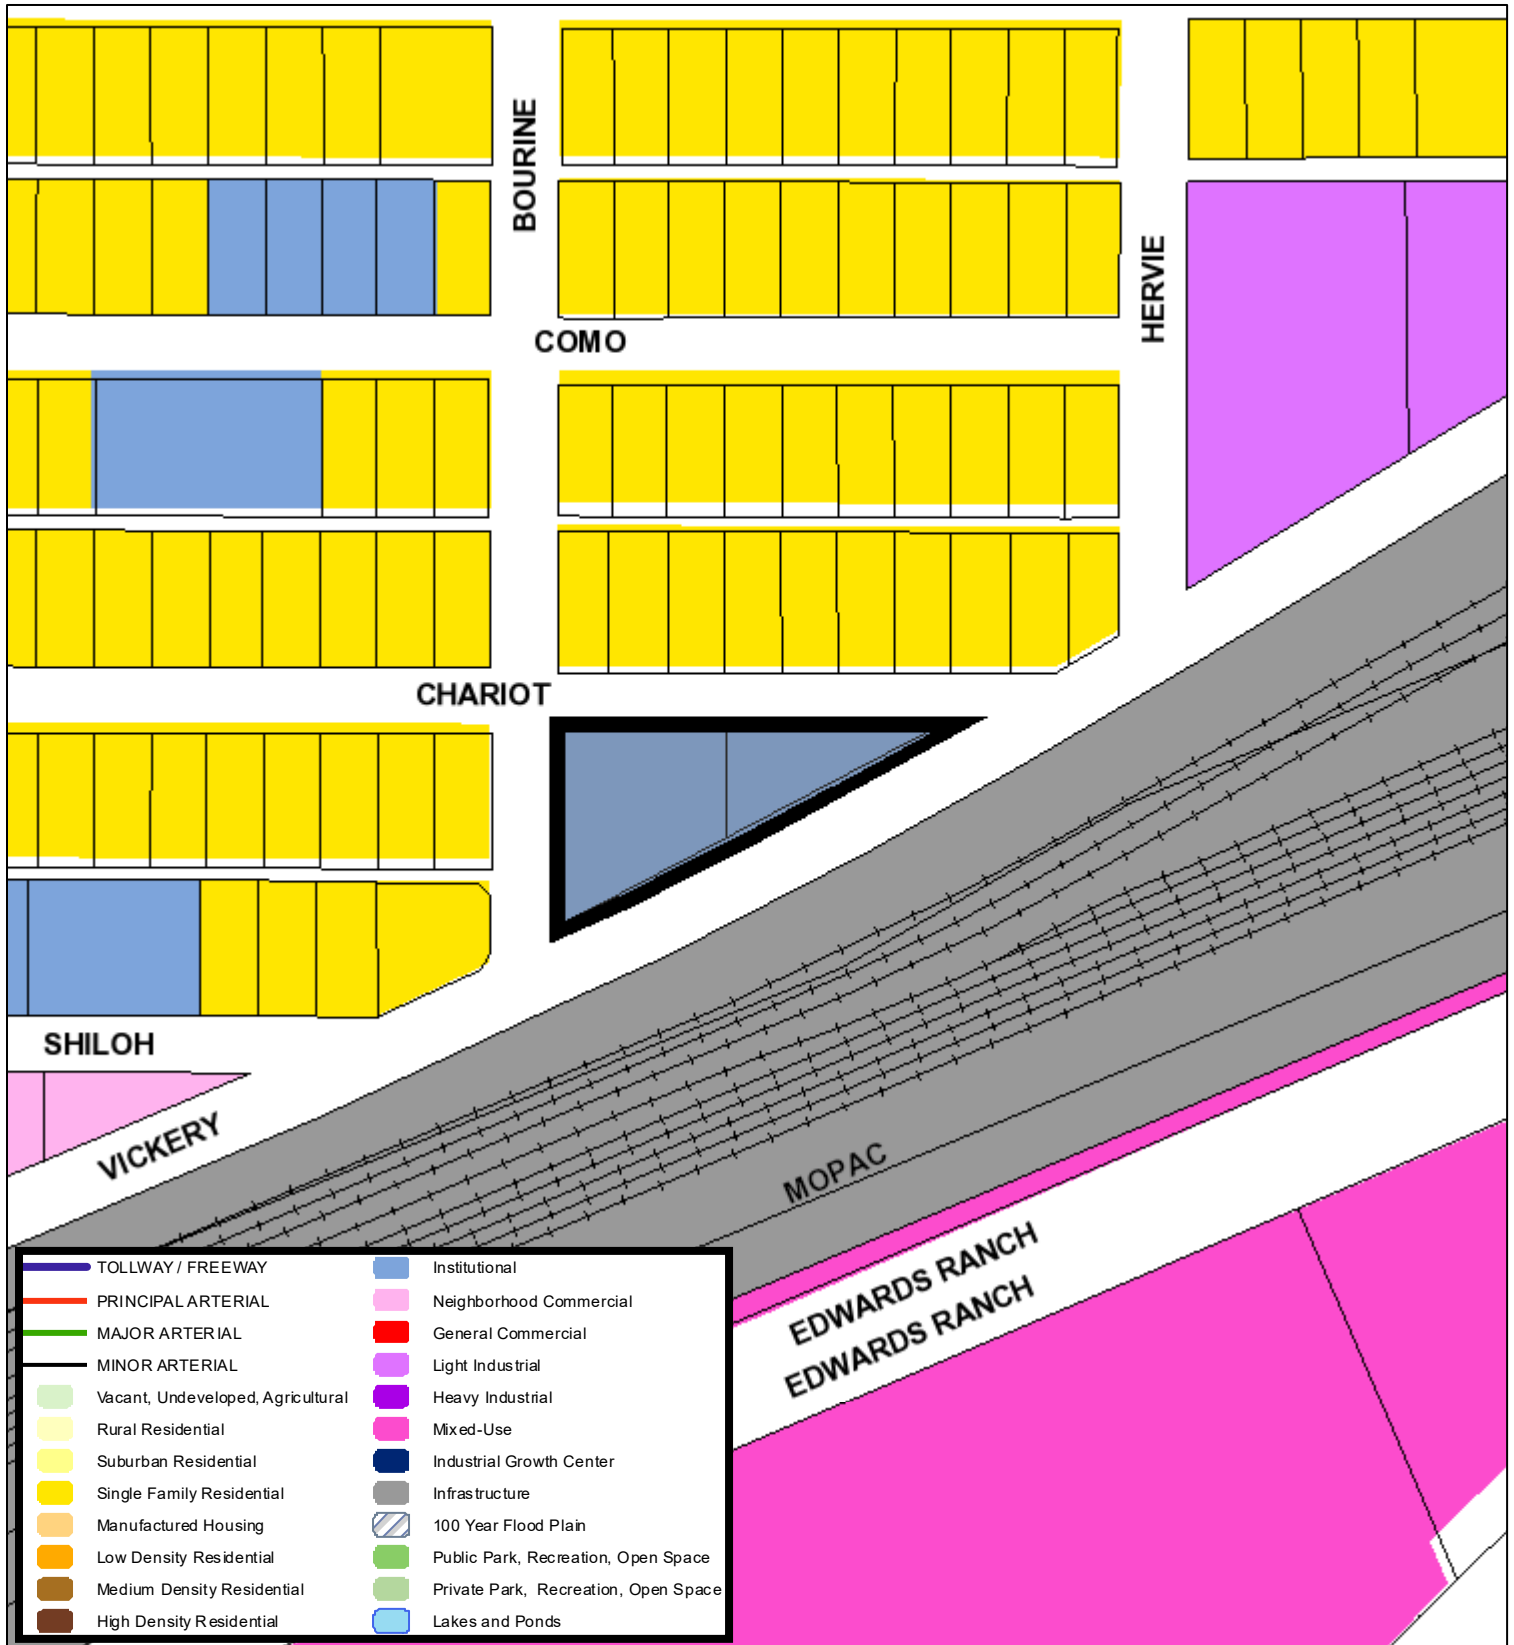 BOURINE
HERVIE
COMO
CHARIOT
SHILOH
VICKERY
MOPAC
EDWARDS RANCH
EDWARDS RANCH
TOLLWAY / FREEWAY
PRINCIPAL ARTERIAL
MAJOR ARTERIAL
MINOR ARTERIAL
Vacant, Undeveloped, Agricultural
Rural Residential
Suburban Residential
Single Family Residential
Manufactured Housing
Low Density Residential
Medium Density Residential
High Density Residential
Institutional
Neighborhood Commercial
General Commercial
Light Industrial
Heavy Industrial
Mixed-Use
Industrial Growth Center
Infrastructure
100 Year Flood Plain
Public Park, Recreation, Open Space
Private Park, Recreation, Open Space
Lakes and Ponds